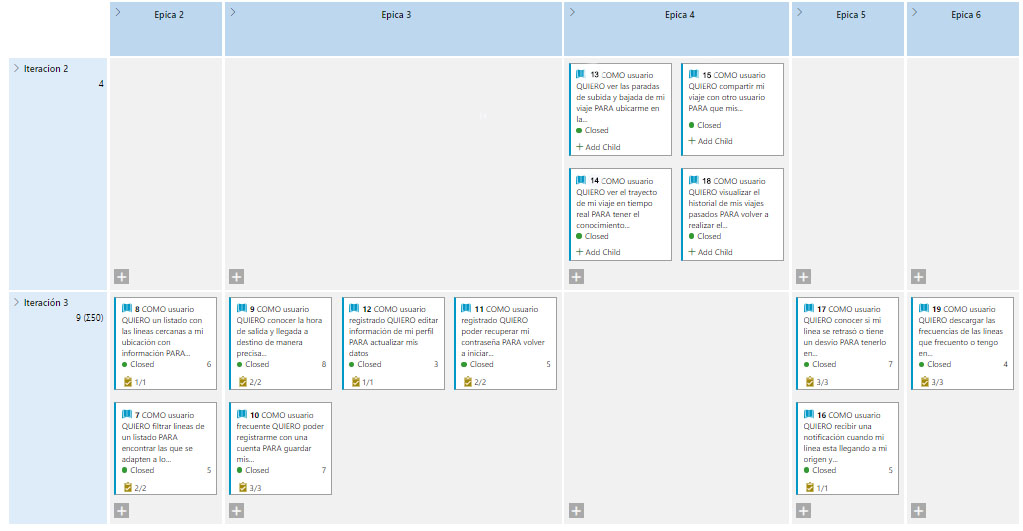 Epica 2
Epica 3
Epica 4
Epica 5
Epica 6
Iteracion 2
4
13 COMO usuario
QUIERO ver las paradas
de subida y bajada de mi
viaje PARA ubicarme en
la...
Closed
+ Add Child
15 COMO usuario
QUIERO compartir mi
viaje con otro usuario
PARA que mis...
Closed
+ Add Child
14 COMO usuario
QUIERO ver el trayecto
de mi viaje en tiempo
real PARA tener el
conocimiento...
Closed
+ Add Child
18 COMO usuario
QUIERO visualizar el
historial de mis viajes
pasados PARA volver a
realizar el...
Closed
+ Add Child
Iteración 3
9 (Σ50)
8 COMO usuario
QUIERO un listado con
las lineas cercanas a mi
ubicación con
información PARA...
Closed 6
1/1
9 COMO usuario
QUIERO conocer la hora
de salida y llegada a
destino de manera
precisa...
Closed 8
2/2
12 COMO usuario
registrado QUIERO editar
información de mi perfil
PARA actualizar mis
datos
Closed 3
1/1
11 COMO usuario
registrado QUIERO
poder recuperar mi
contraseña PARA volver
a iniciar...
Closed 5
2/2
17 COMO usuario
QUIERO conocer si mi
linea se retrasó o tiene
un desvio PARA tenerlo
en...
Closed 7
3/3
19 COMO usuario
QUIERO descargar las
frecuencias de las lineas
que frecuento o tengo
en...
Closed 4
3/3
7 COMO usuario
QUIERO filtrar lineas de
un listado PARA
encontrar las que se
adapten a lo...
Closed 5
2/2
10 COMO usuario
frecuente QUIERO poder
registrarme con una
cuenta PARA guardar
mis...
Closed 7
3/3
16 COMO usuario
QUIERO recibir una
notificación cuando mi
línea esta llegando a mi
origen y...
Closed 5
1/1